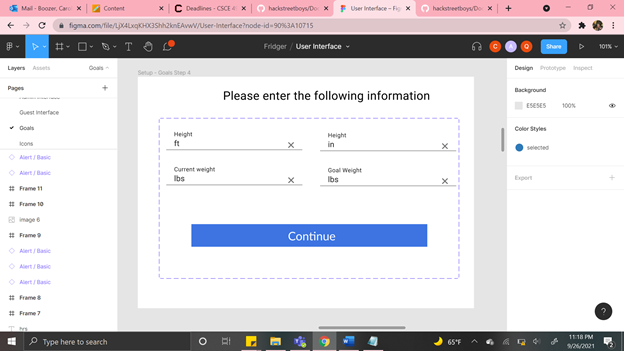 Mail - Boozer, Carol
Content
Deadlines - CSCE 4
hackstreetboys/Doc
User Interface – Fig
hackstreetboys/Doc
figma.com/file/LjX4LxqKHX3Shh2knEAvwV/User-Interface?node-id=90%3A10715
Fridger / User Interface
C A Q Share 101%
Layers Assets Goals
Pages
Guest Interface
Goals
Icons
Alert / Basic
Alert / Basic
Frame 11
Frame 10
image 6
Frame 9
Alert / Basic
Alert / Basic
Alert / Basic
Frame 8
Frame 7
hrs
Setup - Goals Step 4
Please enter the following information
Height
ft
Height
in
Current weight
lbs
Goal Weight
lbs
Continue
Design Prototype Inspect
Background
E5E5E5 100%
Color Styles
selected
Export
?
Type here to search
65°F
11:18 PM
9/26/2021
2